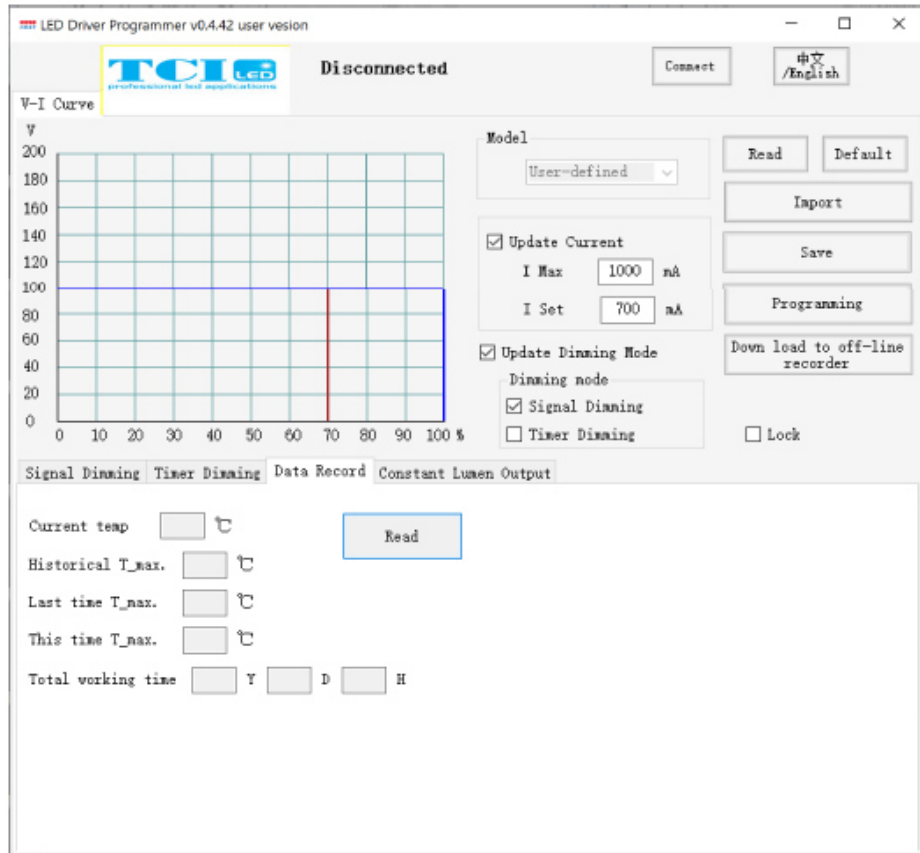 LED Driver Programmer v0.4.42 user vesion
TCI LED
professional led applications
Disconnected
Connect
中文
/English
V-I Curve
V
200
180
160
140
120
100
80
60
40
20
0
0 10 20 30 40 50 60 70 80 90 100 %
Model
User-defined
Update Current
I Max 1000 mA
I Set 700 mA
Update Dimming Mode
Dimming mode
Signal Dimming
Timer Dimming
Read Default
Import
Save
Programming
Down load to off-line
recorder
Lock
Signal Dimming Timer Dimming Data Record Constant Lumen Output
Current temp ℃
Read
Historical T_max. ℃
Last time T_max. ℃
This time T_max. ℃
Total working time Y D H